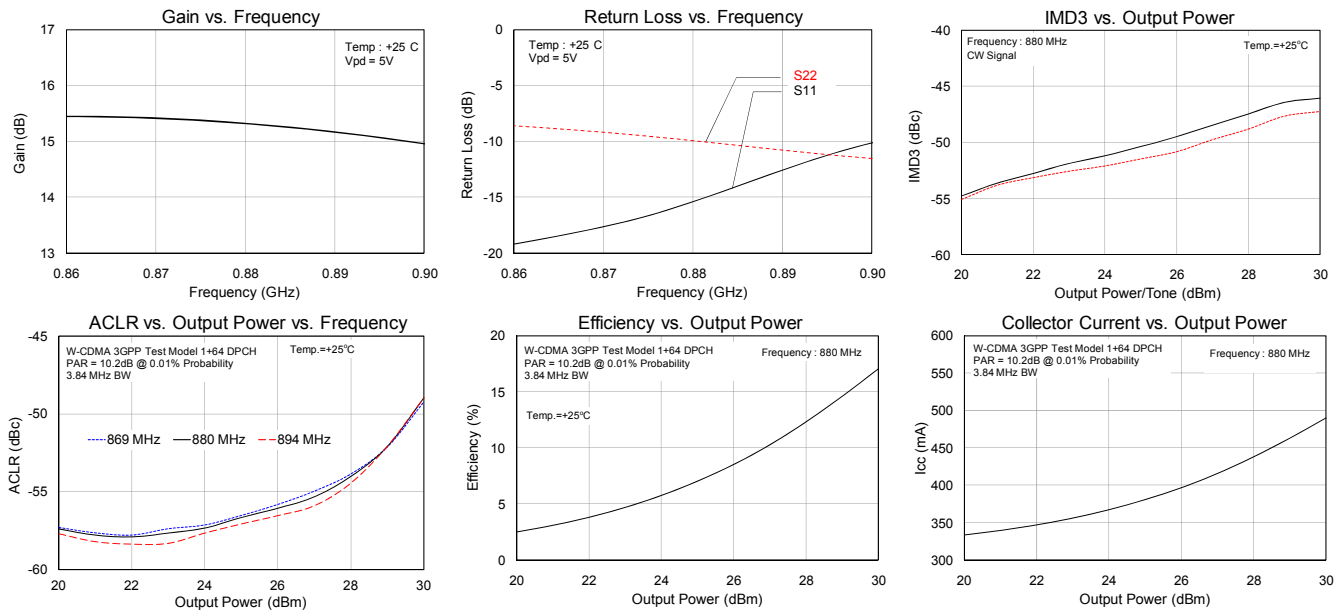 Gain vs. Frequency
17
16
15
14
13
Gain (dB)
Temp : +25 C
Vpd = 5V
0.86 0.87 0.88 0.89 0.90
Frequency (GHz)
Return Loss vs. Frequency
0
-5
-10
-15
-20
Return Loss (dB)
Temp : +25 C
Vpd = 5V
S22
S11
0.86 0.87 0.88 0.89 0.90
Frequency (GHz)
IMD3 vs. Output Power
-40
-45
-50
-55
-60
IMD3 (dBc)
Frequency : 880 MHz
CW Signal
Temp.=+25°C
20 22 24 26 28 30
Output Power/Tone (dBm)
ACLR vs. Output Power vs. Frequency
-45
-50
-55
-60
ACLR (dBc)
W-CDMA 3GPP Test Model 1+64 DPCH
PAR = 10.2dB @ 0.01% Probability
3.84 MHz BW
Temp.=+25°C
869 MHz 880 MHz 894 MHz
20 22 24 26 28 30
Output Power (dBm)
Efficiency vs. Output Power
20
15
10
5
0
Efficiency (%)
W-CDMA 3GPP Test Model 1+64 DPCH
PAR = 10.2dB @ 0.01% Probability
3.84 MHz BW
Frequency : 880 MHz
Temp.=+25°C
20 22 24 26 28 30
Output Power (dBm)
Collector Current vs. Output Power
600
550
500
450
400
350
300
Icc (mA)
W-CDMA 3GPP Test Model 1+64 DPCH
PAR = 10.2dB @ 0.01% Probability
3.84 MHz BW
Frequency : 880 MHz
20 22 24 26 28 30
Output Power (dBm)